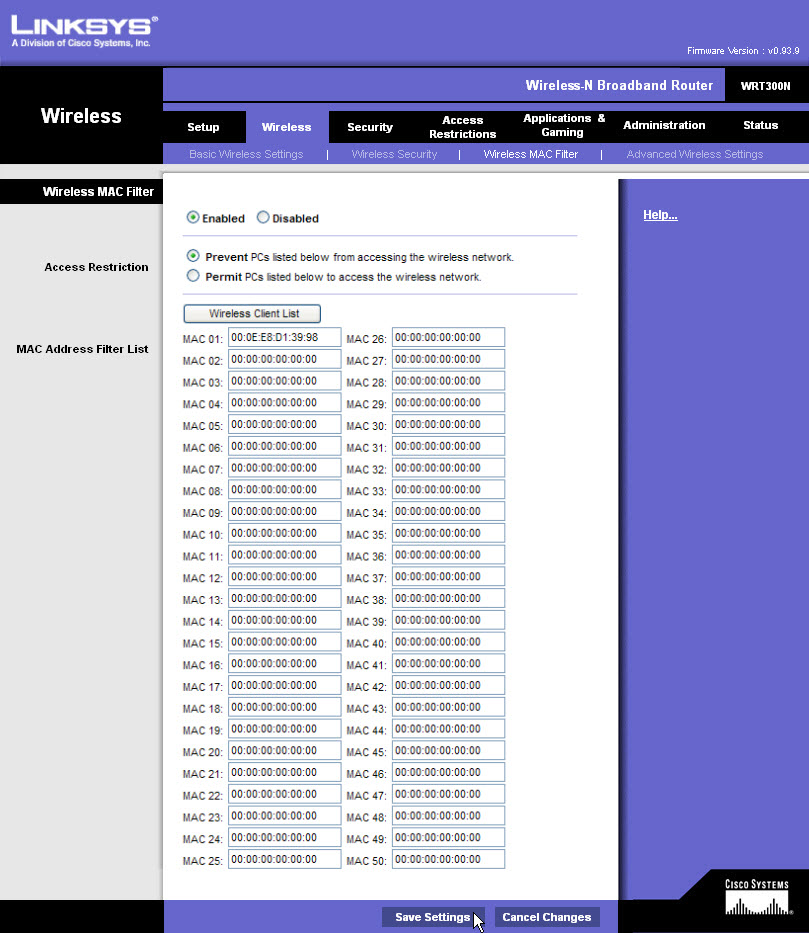 LINKSYS®
A Division of Cisco Systems, Inc.
Firmware Version : v0.93.9
Wireless-N Broadband Router WRT300N
Wireless
Setup Wireless Security Access Restrictions Applications & Gaming Administration Status
Basic Wireless Settings | Wireless Security | Wireless MAC Filter | Advanced Wireless Settings
Wireless MAC Filter
Enabled Disabled
Help...
Access Restriction
Prevent PCs listed below from accessing the wireless network.
Permit PCs listed below to access the wireless network.
Wireless Client List
MAC Address Filter List
MAC 01: 00:0E:E8:D1:39:98 MAC 26: 00:00:00:00:00:00
MAC 02: 00:00:00:00:00:00 MAC 27: 00:00:00:00:00:00
MAC 03: 00:00:00:00:00:00 MAC 28: 00:00:00:00:00:00
MAC 04: 00:00:00:00:00:00 MAC 29: 00:00:00:00:00:00
MAC 05: 00:00:00:00:00:00 MAC 30: 00:00:00:00:00:00
MAC 06: 00:00:00:00:00:00 MAC 31: 00:00:00:00:00:00
MAC 07: 00:00:00:00:00:00 MAC 32: 00:00:00:00:00:00
MAC 08: 00:00:00:00:00:00 MAC 33: 00:00:00:00:00:00
MAC 09: 00:00:00:00:00:00 MAC 34: 00:00:00:00:00:00
MAC 10: 00:00:00:00:00:00 MAC 35: 00:00:00:00:00:00
MAC 11: 00:00:00:00:00:00 MAC 36: 00:00:00:00:00:00
MAC 12: 00:00:00:00:00:00 MAC 37: 00:00:00:00:00:00
MAC 13: 00:00:00:00:00:00 MAC 38: 00:00:00:00:00:00
MAC 14: 00:00:00:00:00:00 MAC 39: 00:00:00:00:00:00
MAC 15: 00:00:00:00:00:00 MAC 40: 00:00:00:00:00:00
MAC 16: 00:00:00:00:00:00 MAC 41: 00:00:00:00:00:00
MAC 17: 00:00:00:00:00:00 MAC 42: 00:00:00:00:00:00
MAC 18: 00:00:00:00:00:00 MAC 43: 00:00:00:00:00:00
MAC 19: 00:00:00:00:00:00 MAC 44: 00:00:00:00:00:00
MAC 20: 00:00:00:00:00:00 MAC 45: 00:00:00:00:00:00
MAC 21: 00:00:00:00:00:00 MAC 46: 00:00:00:00:00:00
MAC 22: 00:00:00:00:00:00 MAC 47: 00:00:00:00:00:00
MAC 23: 00:00:00:00:00:00 MAC 48: 00:00:00:00:00:00
MAC 24: 00:00:00:00:00:00 MAC 49: 00:00:00:00:00:00
MAC 25: 00:00:00:00:00:00 MAC 50: 00:00:00:00:00:00
Save Settings Cancel Changes
CISCO SYSTEMS